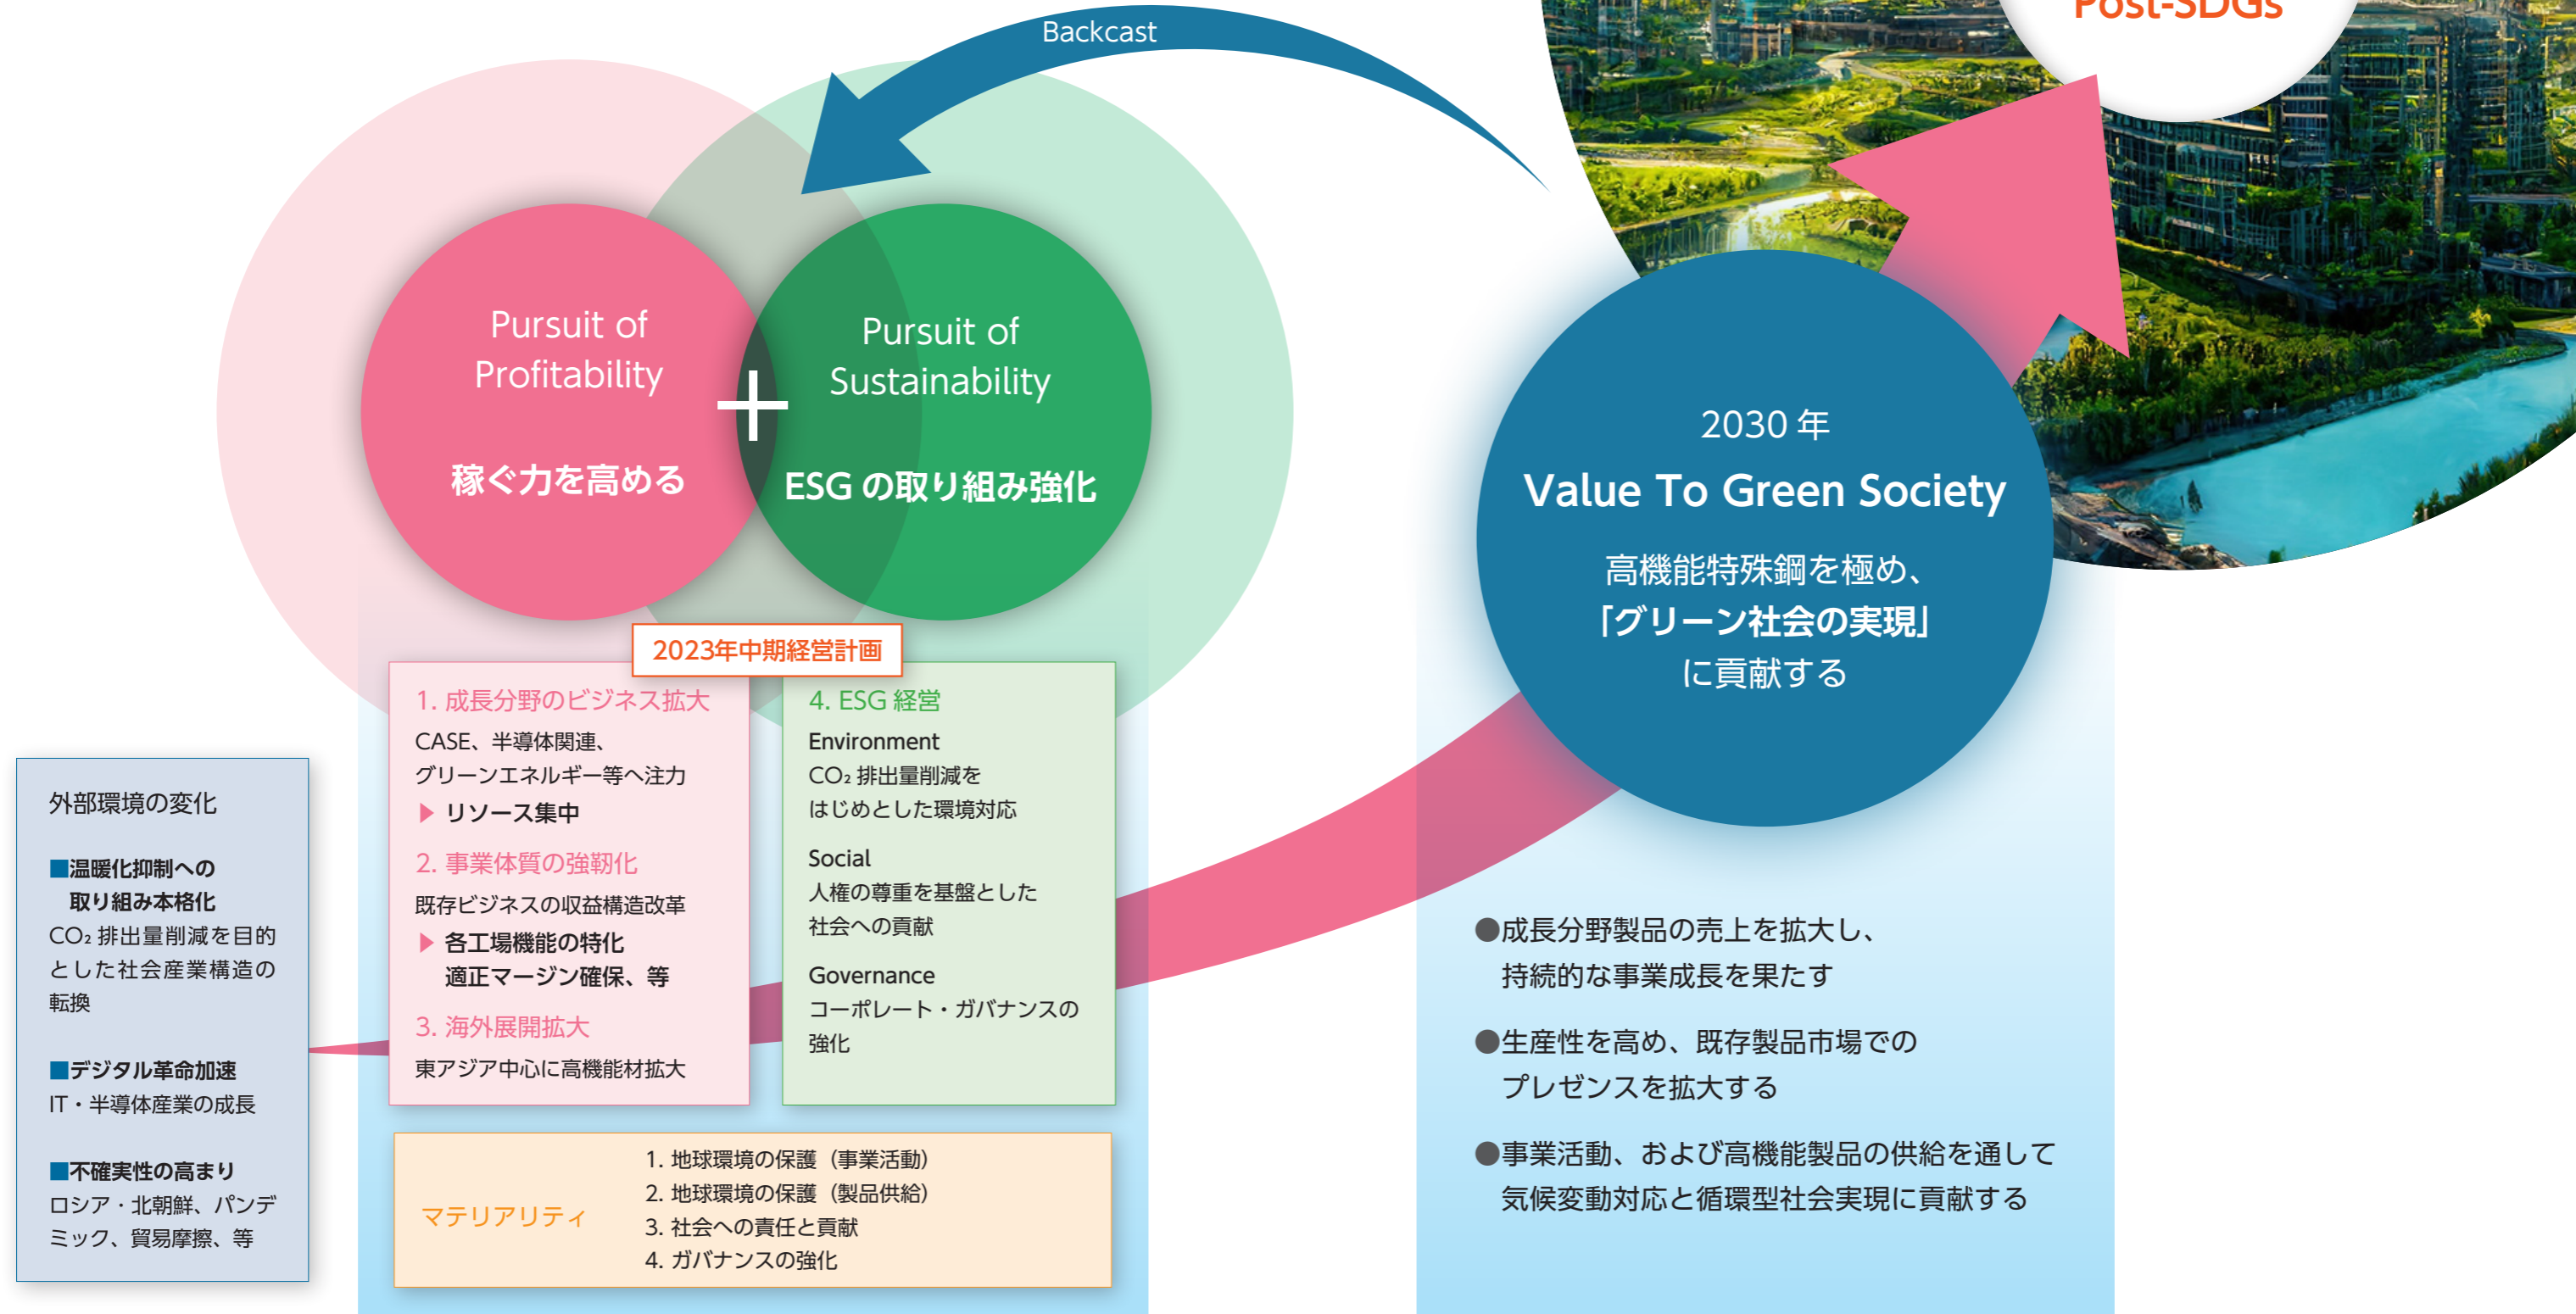 Post-SDGs
Backcast
Pursuit of
Profitability
稼ぐ力を高める
+
Pursuit of
Sustainability
ESG の取り組み強化
2030 年
Value To Green Society
高機能特殊鋼を極め、
「グリーン社会の実現」
に貢献する
2023年中期経営計画
1. 成長分野のビジネス拡大
CASE、半導体関連、
グリーンエネルギー等へ注力
▶ リソース集中
2. 事業体質の強靭化
既存ビジネスの収益構造改革
▶ 各工場機能の特化
適正マージン確保、等
3. 海外展開拡大
東アジア中心に高機能材拡大
4. ESG 経営
Environment
CO₂ 排出量削減を
はじめとした環境対応
Social
人権の尊重を基盤とした
社会への貢献
Governance
コーポレート・ガバナンスの
強化
外部環境の変化
■温暖化抑制への
取り組み本格化
CO₂ 排出量削減を目的
とした社会産業構造の
転換
■デジタル革命加速
IT・半導体産業の成長
■不確実性の高まり
ロシア・北朝鮮、パンデ
ミック、貿易摩擦、等
マテリアリティ
1. 地球環境の保護（事業活動）
2. 地球環境の保護（製品供給）
3. 社会への責任と貢献
4. ガバナンスの強化
●成長分野製品の売上を拡大し、
持続的な事業成長を果たす
●生産性を高め、既存製品市場での
プレゼンスを拡大する
●事業活動、および高機能製品の供給を通して
気候変動対応と循環型社会実現に貢献する